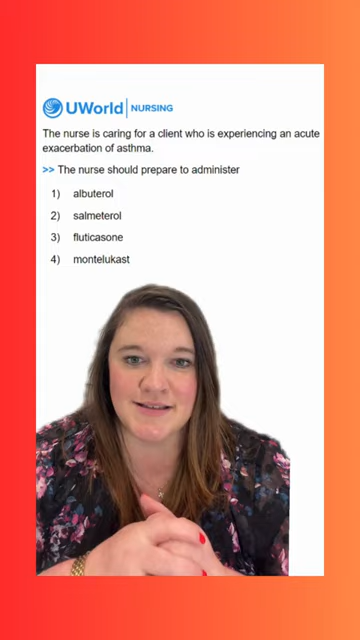 UWorld NURSING
The nurse is caring for a client who is experiencing an acute
exacerbation of asthma.
>> The nurse should prepare to administer
1) albuterol
2) salmeterol
3) fluticasone
4) montelukast